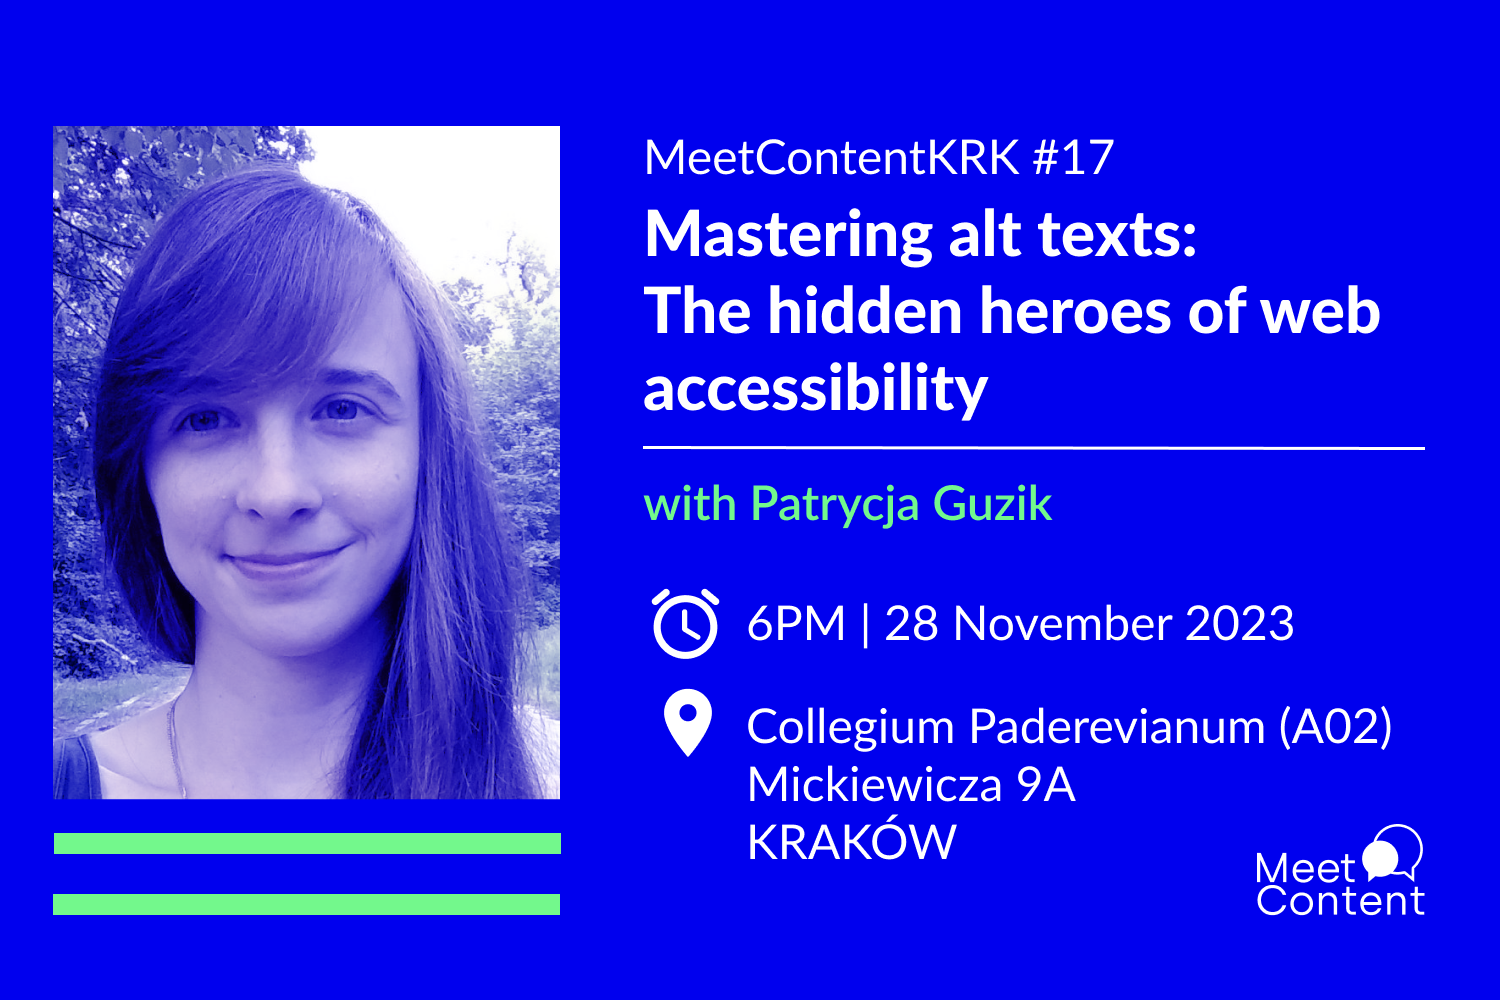 MeetContentKRK #17
Mastering alt texts:
The hidden heroes of web
accessibility
with Patrycja Guzik
6PM | 28 November 2023
Collegium Paderevianum (A02)
Mickiewicza 9A
KRAKÓW
Meet
Content